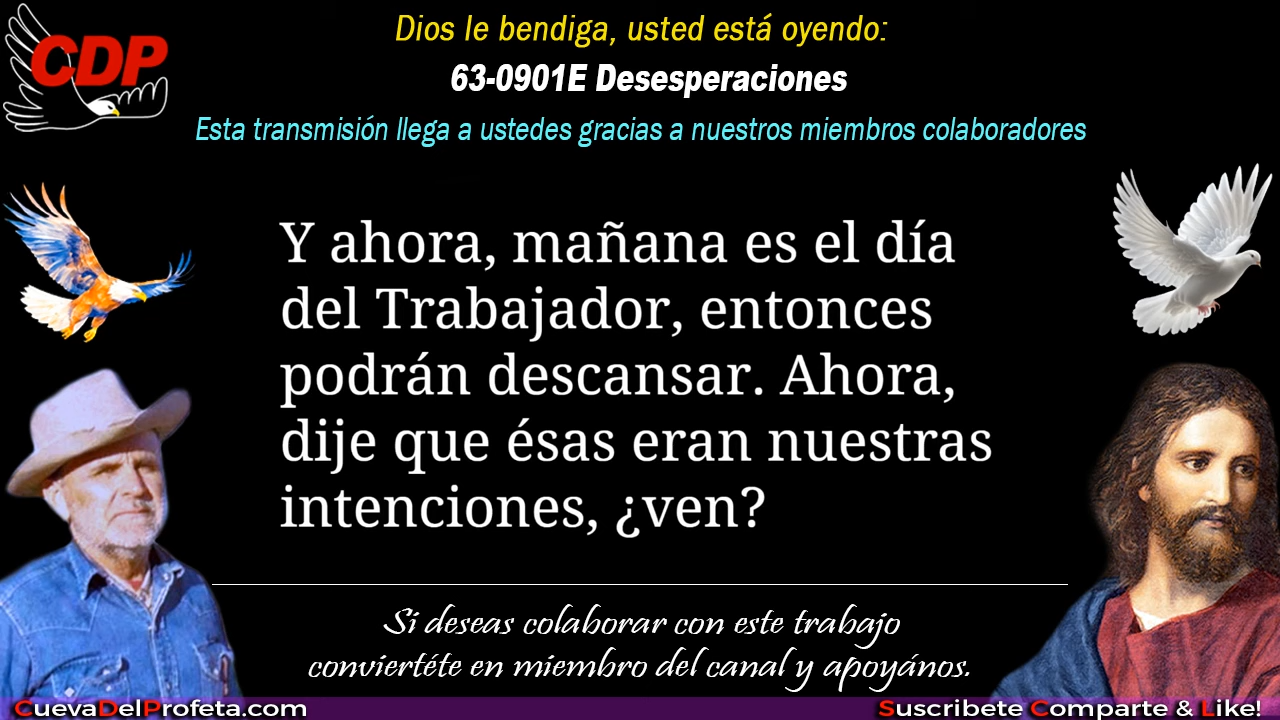 CDP
Dios le bendiga, usted está oyendo:
63-0901E Desesperaciones
Esta transmisión llega a ustedes gracias a nuestros miembros colaboradores
Y ahora, mañana es el día
del Trabajador, entonces
podrán descansar. Ahora,
dije que ésas eran nuestras
intenciones, ¿ven?
Si deseas colaborar con este trabajo
conviertéte en miembro del canal y apoyános.
CuevaDelProfeta.com
Suscribete Comparte & Like!